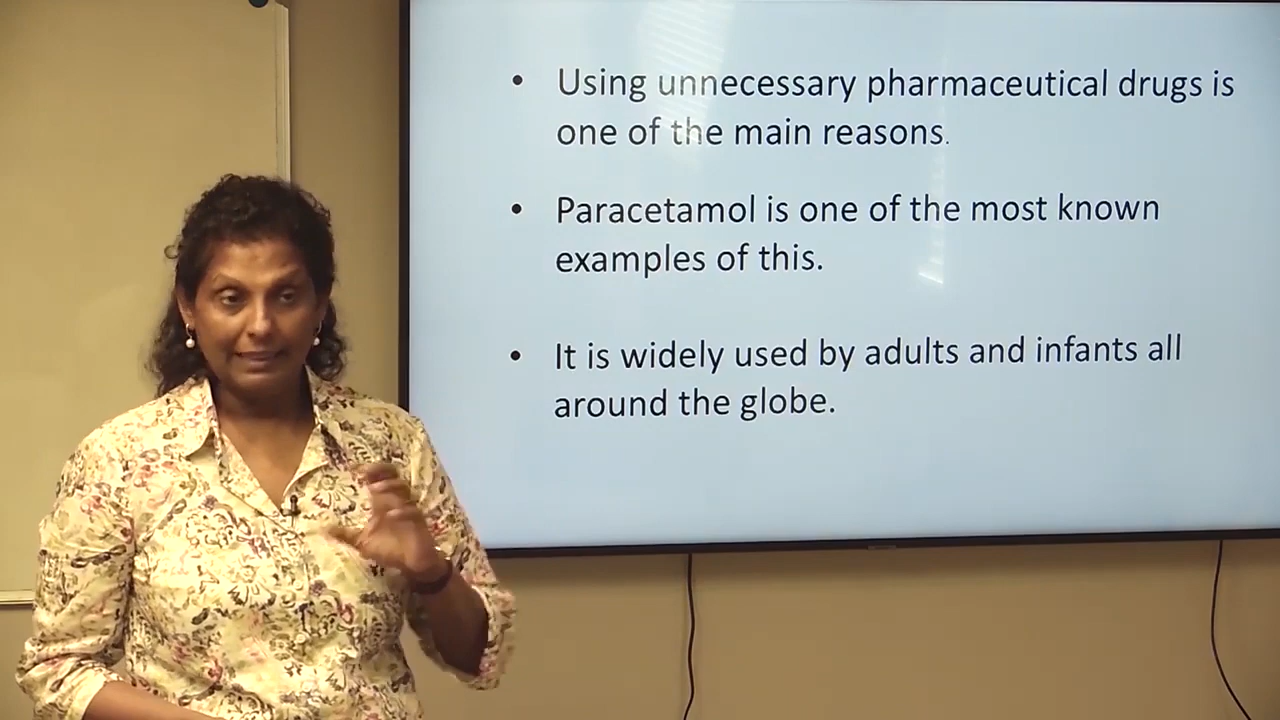 • Using unnecessary pharmaceutical drugs is
one of the main reasons.
• Paracetamol is one of the most known
examples of this.
• It is widely used by adults and infants all
around the globe.